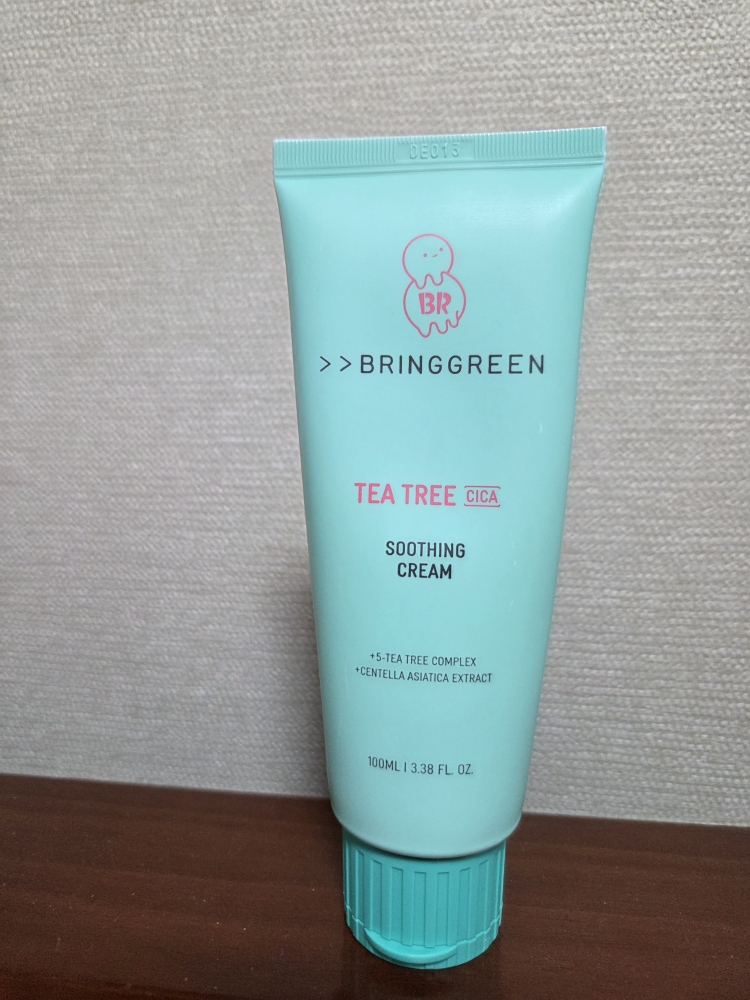 DE013
BR
>>BRINGGREEN
TEA TREE CICA
SOOTHING
CREAM
+5-TEA TREE COMPLEX
+CENTELLA ASIATICA EXTRACT
100ML | 3.38 FL. OZ.